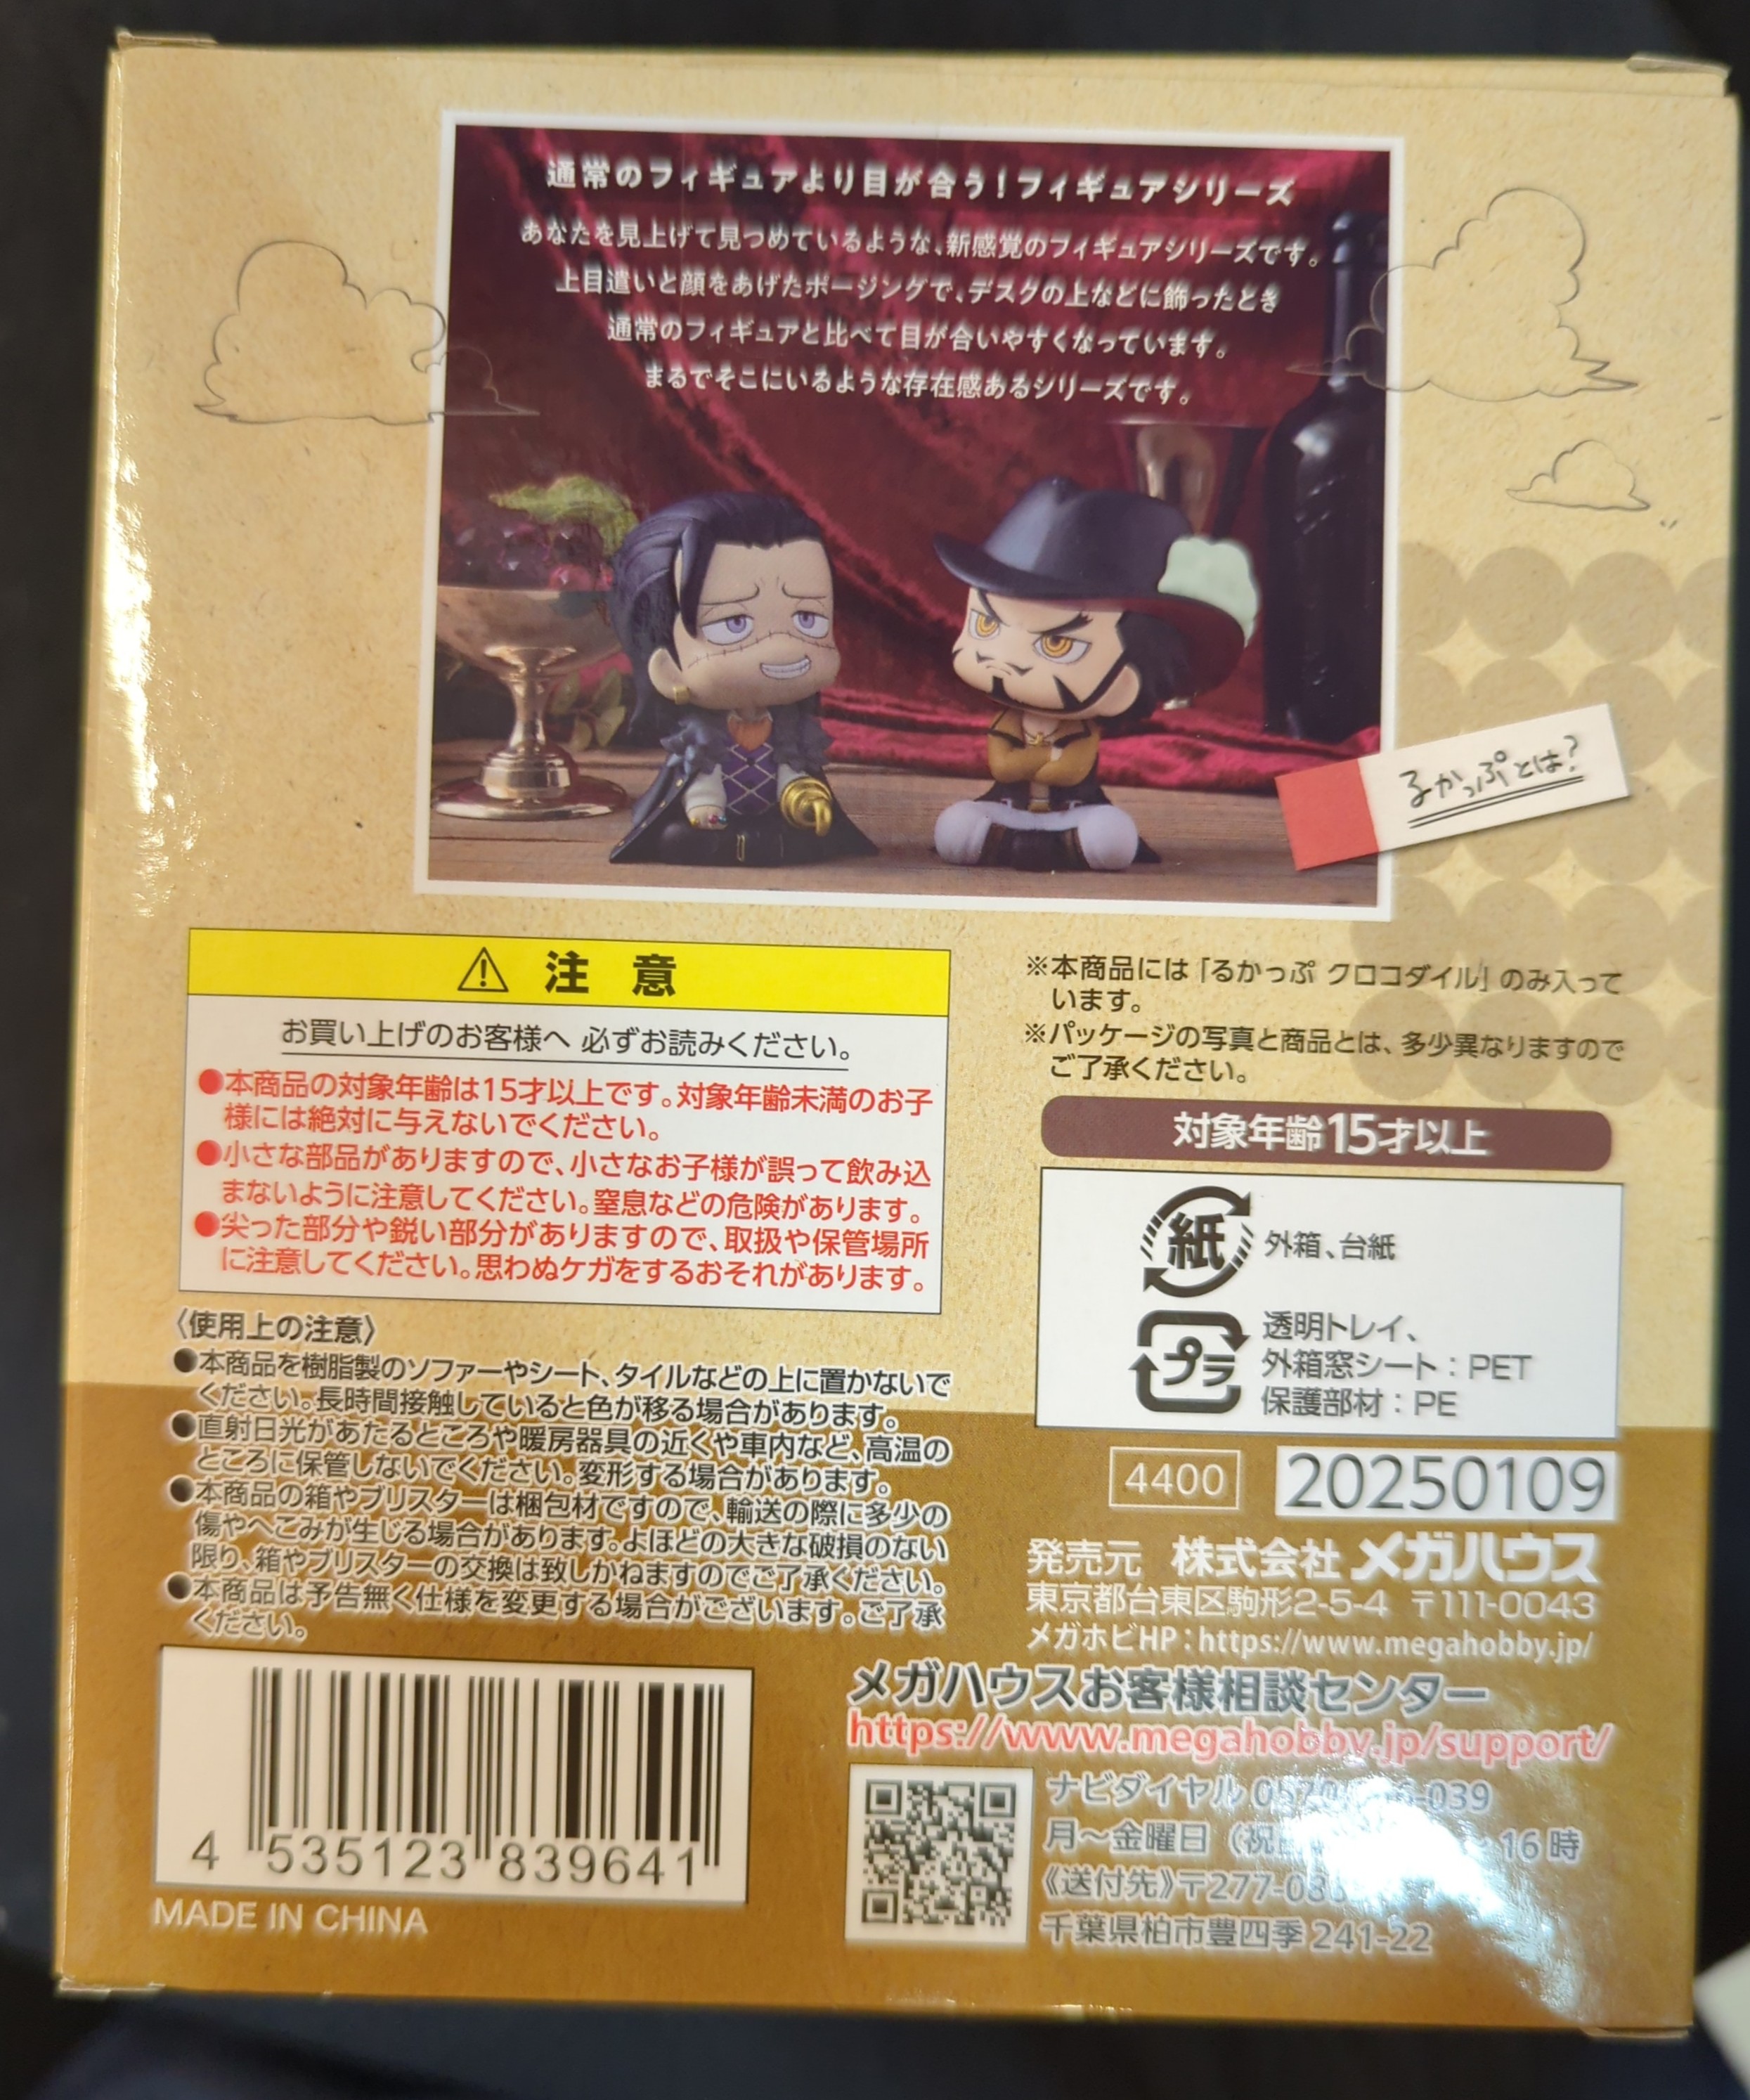 通常のフィギュアより目が合う!フィギュアシリーズ
あなたを見上げて見つめているような、新感覚のフィギュアシリーズです。
上目遣いと顔をあげたポージングで、デスクの上などに飾ったとき
通常のフィギュアと比べて目が合いやすくなっています。
まるでそこにいるような存在感あるシリーズです。
るかっぷとは?
⚠ 注意
お買い上げのお客様へ 必ずお読みください。
●本商品の対象年齢は15才以上です。対象年齢未満のお子
様には絶対に与えないでください。
●小さな部品がありますので、小さなお子様が誤って飲み込
まないように注意してください。窒息などの危険があります。
●尖った部分や鋭い部分がありますので、取扱や保管場所
に注意してください。思わぬケガをするおそれがあります。
〈使用上の注意〉
●本商品を樹脂製のソファーやシート、タイルなどの上に置かないで
ください。長時間接触していると色が移る場合があります。
●直射日光があたるところや暖房器具の近くや車内など、高温の
ところに保管しないでください。変形する場合があります。
●本商品の箱やブリスターは梱包材ですので、輸送の際に多少の
傷やへこみが生じる場合があります。よほどの大きな破損のない
限り、箱やブリスターの交換は致しかねますのでご了承ください。
●本商品は予告無く仕様を変更する場合がございます。ご了承
ください。
4 535123 839641
MADE IN CHINA
※本商品には「るかっぷ クロコダイル」のみ入って
います。
※パッケージの写真と商品とは、多少異なりますので
ご了承ください。
対象年齢15才以上
紙 外箱、台紙
プラ 透明トレイ、
外箱窓シート:PET
保護部材:PE
4400 20250109
発売元 株式会社メガハウス
東京都台東区駒形2-5-4 〒111-0043
メガホビHP:https://www.megahobby.jp/
メガハウスお客様相談センター
https://www.megahobby.jp/support/
ナビダイヤル -039
月～金曜日 16時
《送付先》〒277-
千葉県柏市豊四季241-22